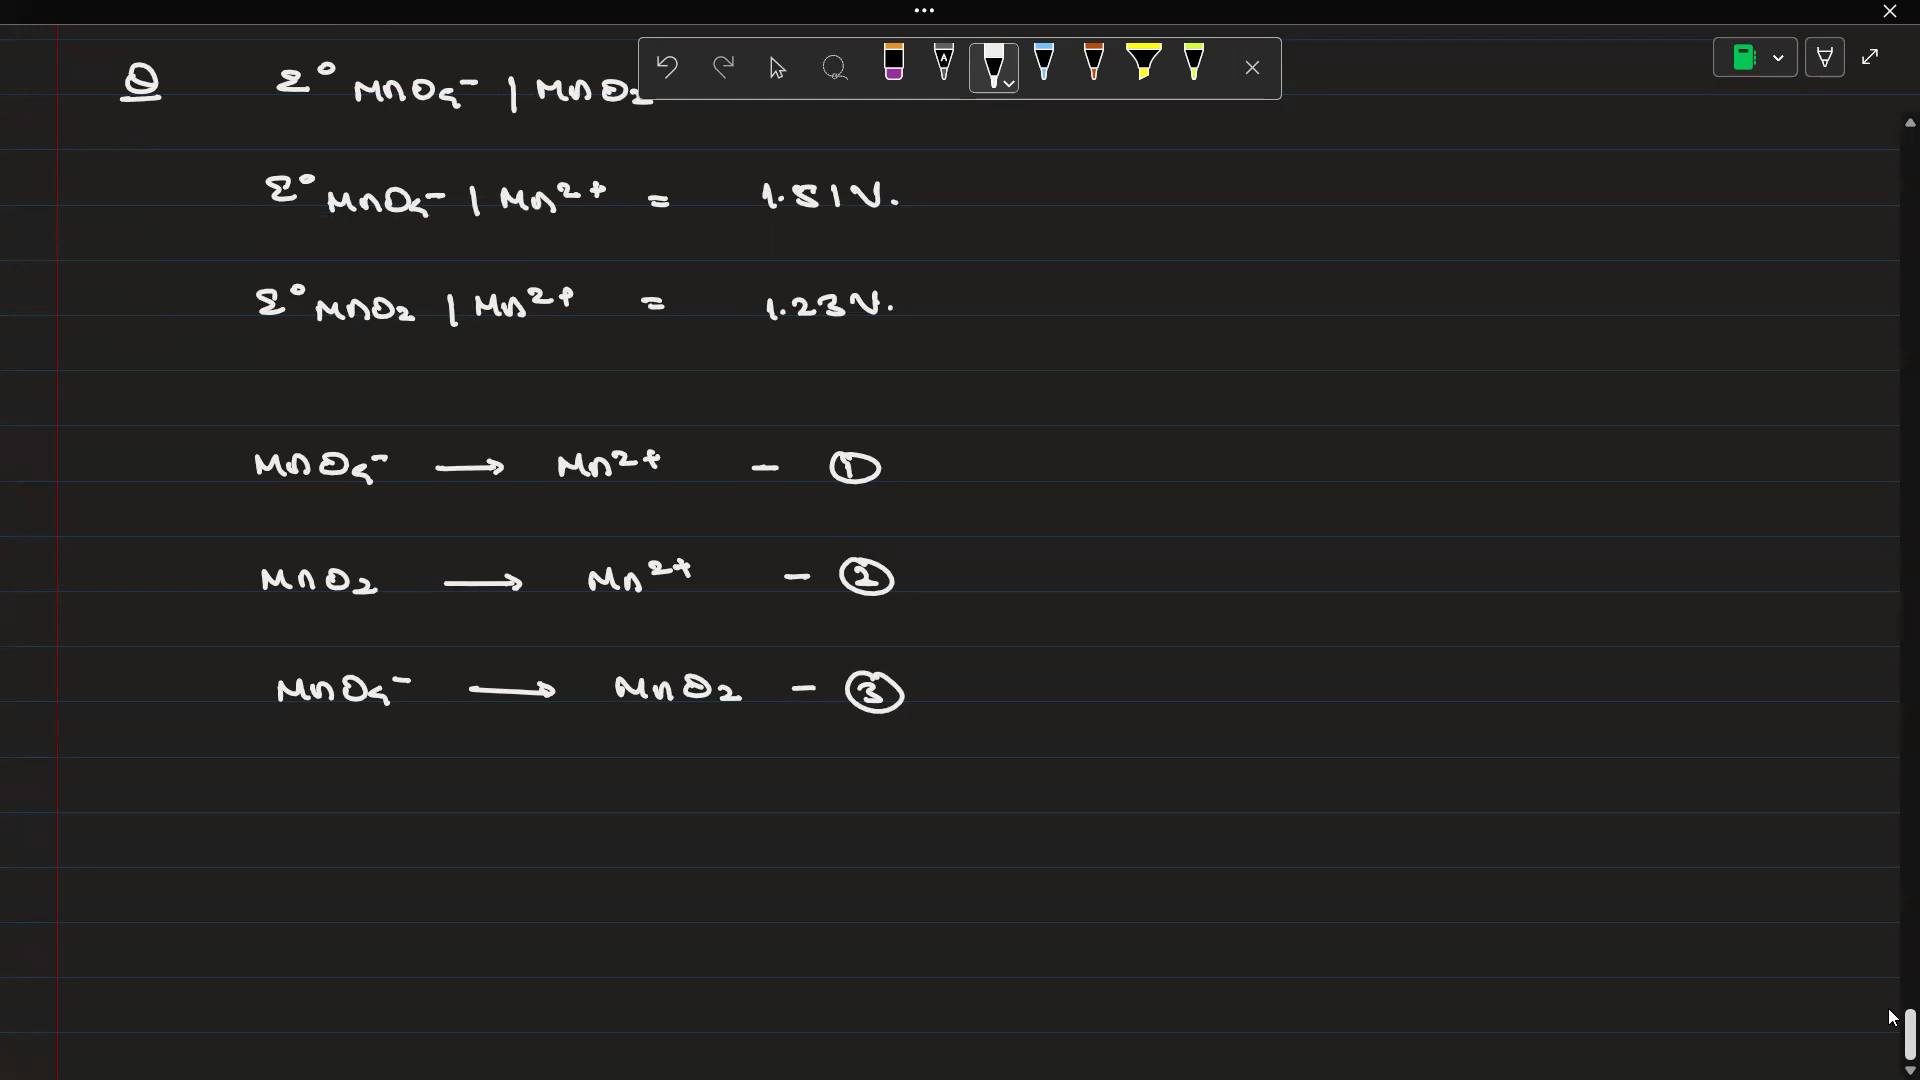 Q E° MnO4⁻ | MnO2
E° MnO4⁻ | Mn²⁺ = 1.51V.
E° MnO2 | Mn²⁺ = 1.23V.
MnO4⁻ ⟶ Mn²⁺ - ①
MnO2 ⟶ Mn²⁺ - ②
MnO4⁻ ⟶ MnO2 - ③